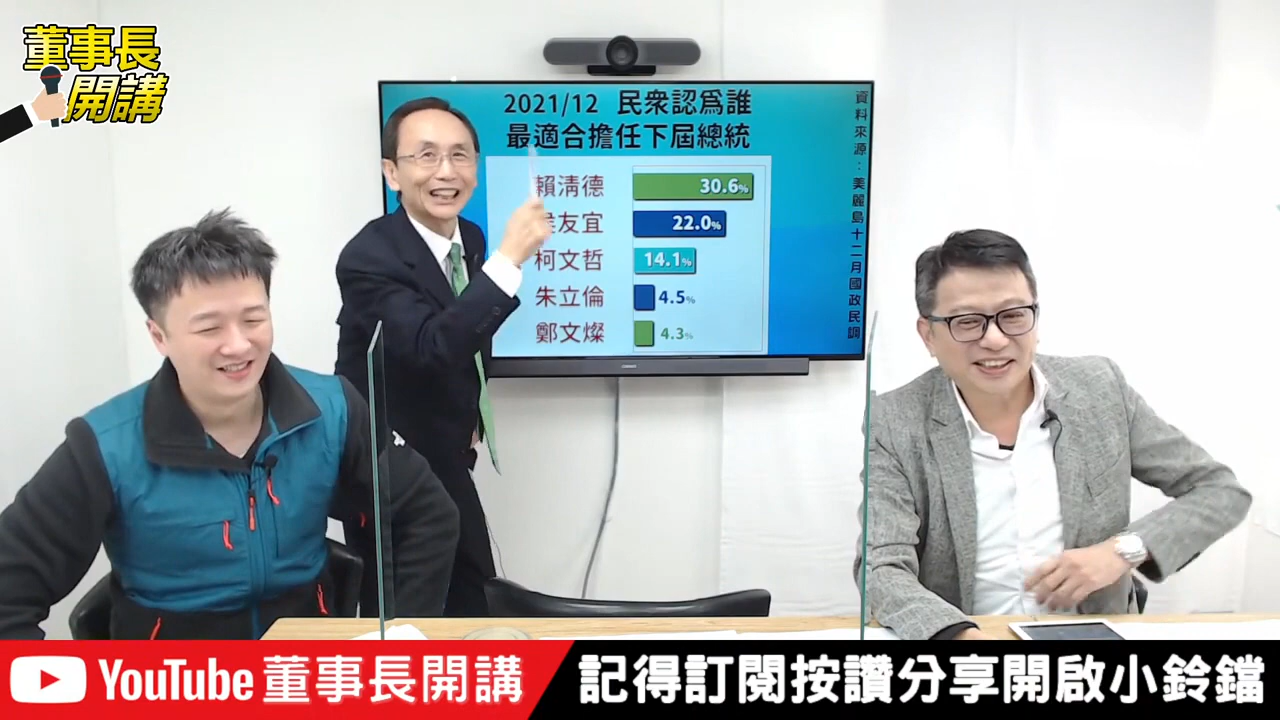 董事長
開講
2021/12 民眾認爲誰
最適合擔任下屆總統
賴清德 30.6%
侯友宜 22.0%
柯文哲 14.1%
朱立倫 4.5%
鄭文燦 4.3%
資料來源：美麗島十二月國政民調
YouTube 董事長開講
記得訂閱按讚分享開啟小鈴鐺